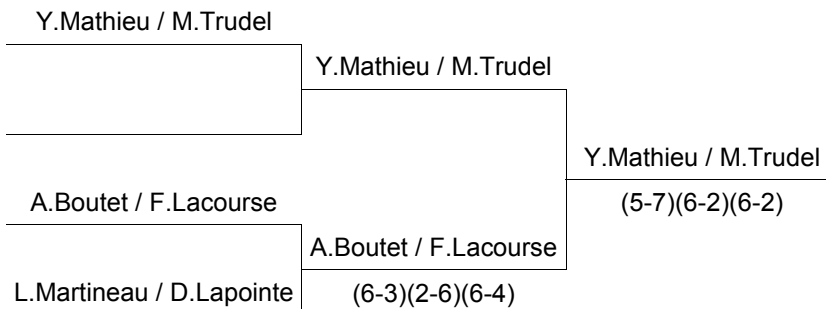 Y.Mathieu / M.Trudel
Y.Mathieu / M.Trudel
Y.Mathieu / M.Trudel
A.Boutet / F.Lacourse
(5-7)(6-2)(6-2)
A.Boutet / F.Lacourse
L.Martineau / D.Lapointe
(6-3)(2-6)(6-4)